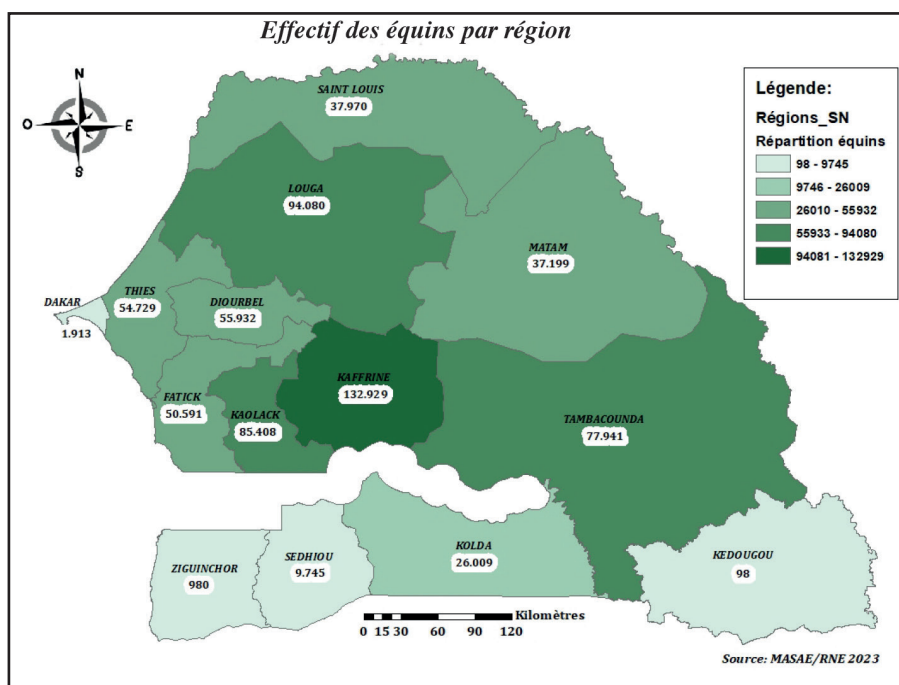 Effectif des équins par région
N
O
E
S
SAINT LOUIS
37.970
LOUGA
94.080
MATAM
37.199
DAKAR
1.913
THIES
54.729
DIOURBEL
55.932
FATICK
50.591
KAOLACK
85.408
KAFFRINE
132.929
TAMBACOUNDA
77.941
ZIGUINCHOR
980
SEDHIOU
9.745
KOLDA
26.009
KEDOUGOU
98
Légende:
Régions_SN
Répartition équins
98 - 9745
9746 - 26009
26010 - 55932
55933 - 94080
94081 - 132929
Kilomètres
0 15 30 60 90 120
Source: MASAE/RNE 2023